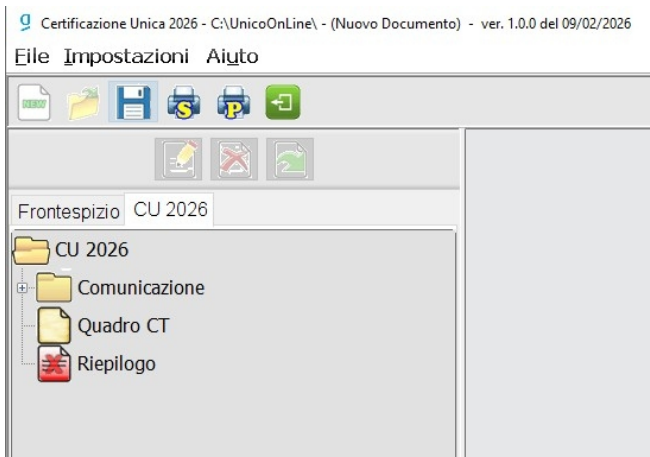 Certificazione Unica 2026 - C:\UnicoOnLine\ - (Nuovo Documento) - ver. 1.0.0 del 09/02/2026
File Impostazioni Aiuto
NEW S P
Frontespizio CU 2026
CU 2026
Comunicazione
Quadro CT
Riepilogo